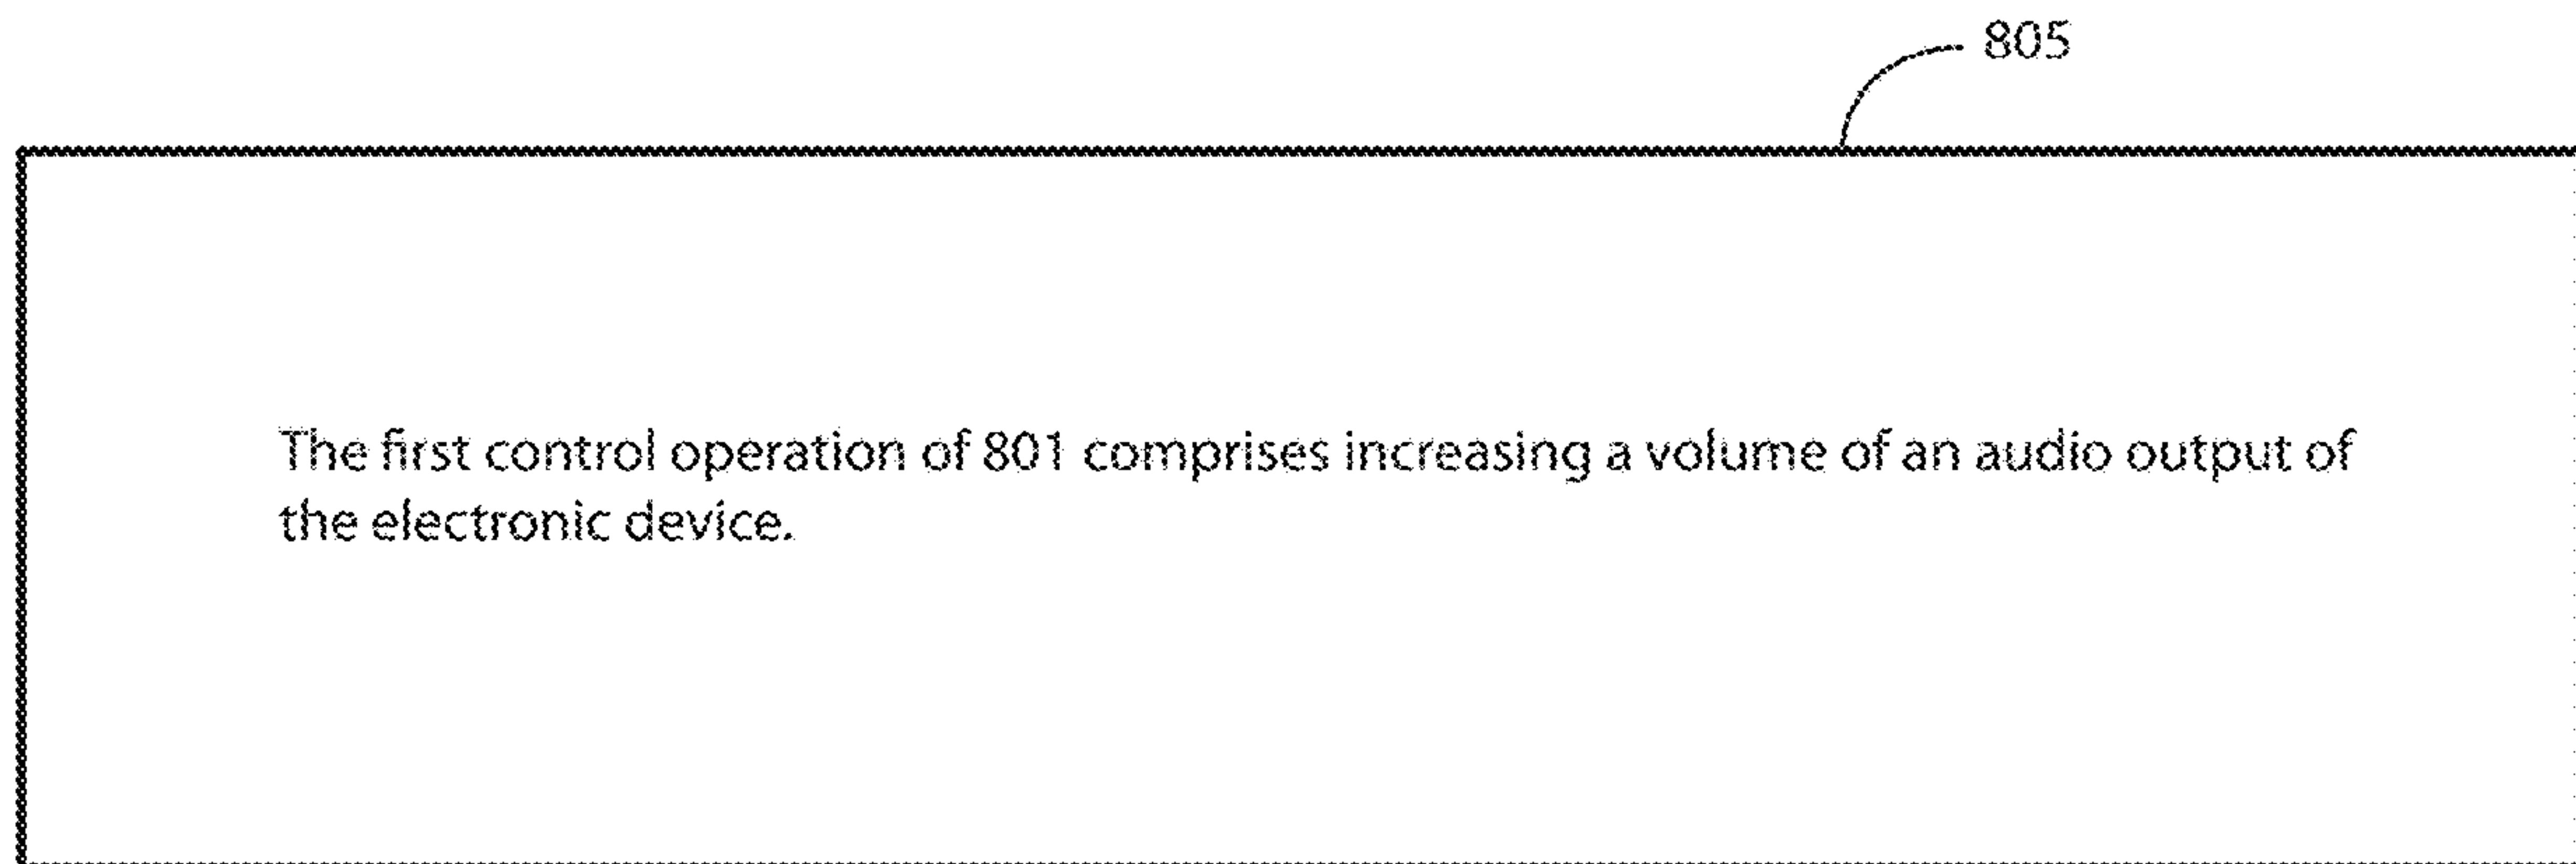 805
The first control operation of 801 comprises increasing a volume of an audio output of
the electronic device.